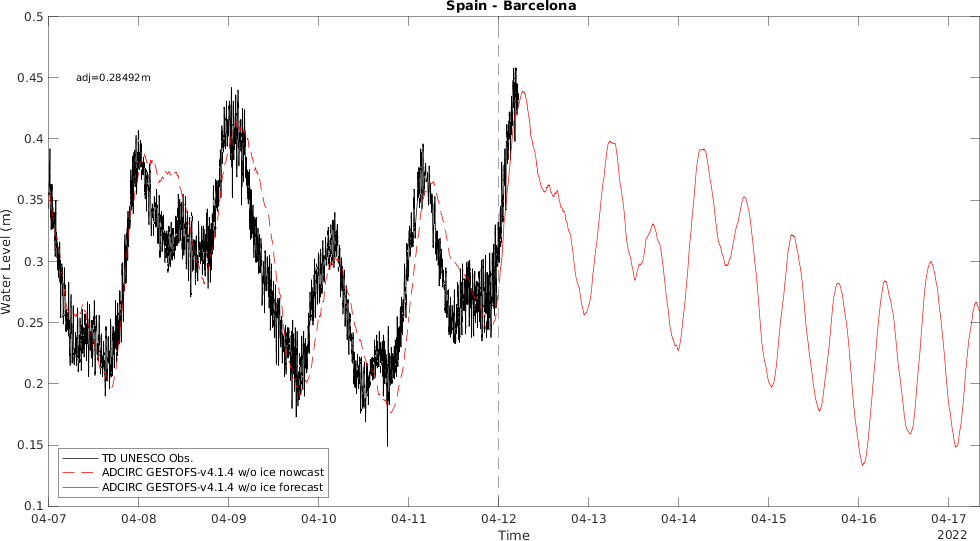 Spain - Barcelona
0.5
0.45
0.4
0.35
0.3
0.25
0.2
0.15
0.1
Water Level (m)
adj=0.28492m
TD UNESCO Obs.
ADCIRC GESTOFS-v4.1.4 w/o ice nowcast
ADCIRC GESTOFS-v4.1.4 w/o ice forecast
04-07 04-08 04-09 04-10 04-11 04-12 04-13 04-14 04-15 04-16 04-17
Time
2022